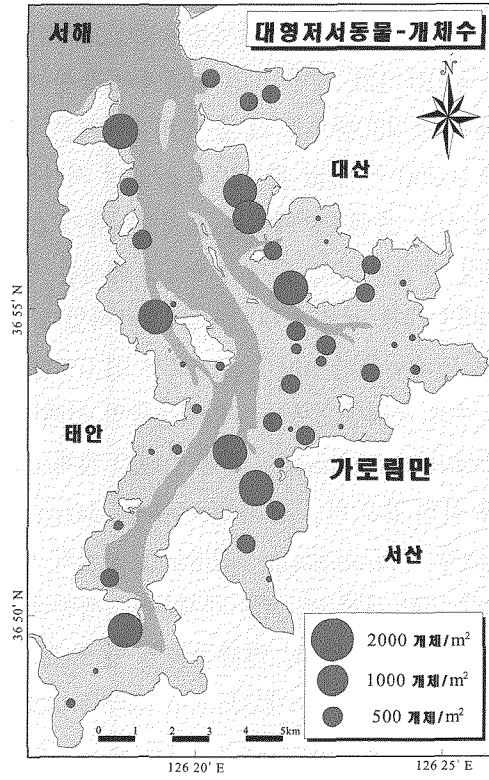 서해
대형저서동물-개체수
N
대산
36 55' N
태안
가로림만
서산
36 50' N
2000 개체/m²
1000 개체/m²
500 개체/m²
0 1 2 3 4 5km
126 20' E
126 25' E